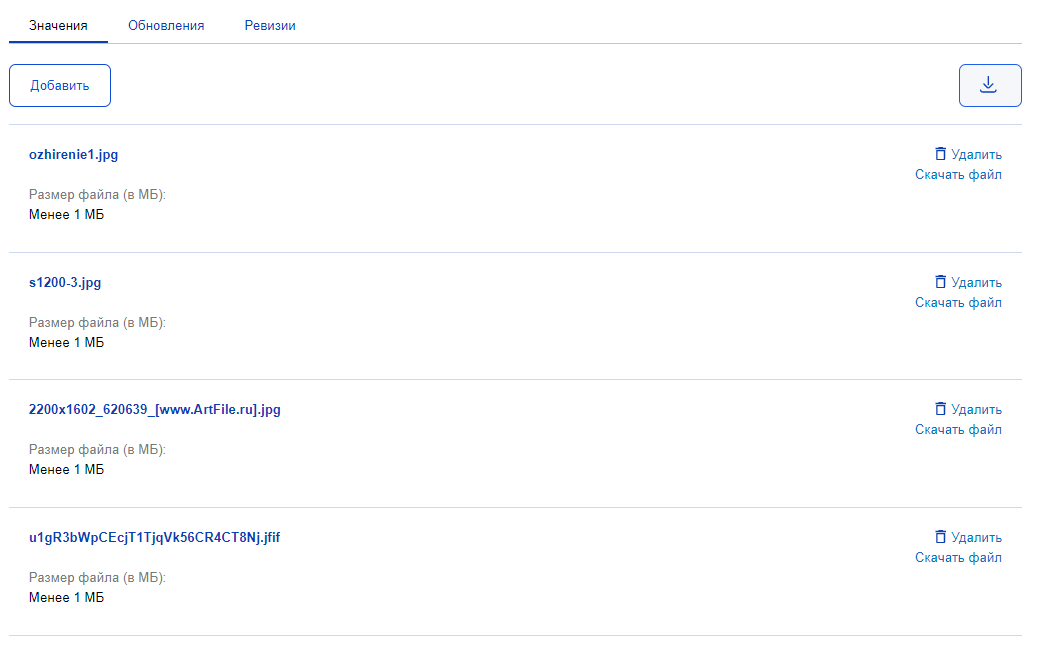 Значения Обновления Ревизии
Добавить
ozhirenie1.jpg Удалить
Скачать файл
Размер файла (в МБ):
Менее 1 МБ
s1200-3.jpg Удалить
Скачать файл
Размер файла (в МБ):
Менее 1 МБ
2200x1602_620639_[www.ArtFile.ru].jpg Удалить
Скачать файл
Размер файла (в МБ):
Менее 1 МБ
u1gR3bWpCEcjT1TjqVk56CR4CT8Nj.jfif Удалить
Скачать файл
Размер файла (в МБ):
Менее 1 МБ